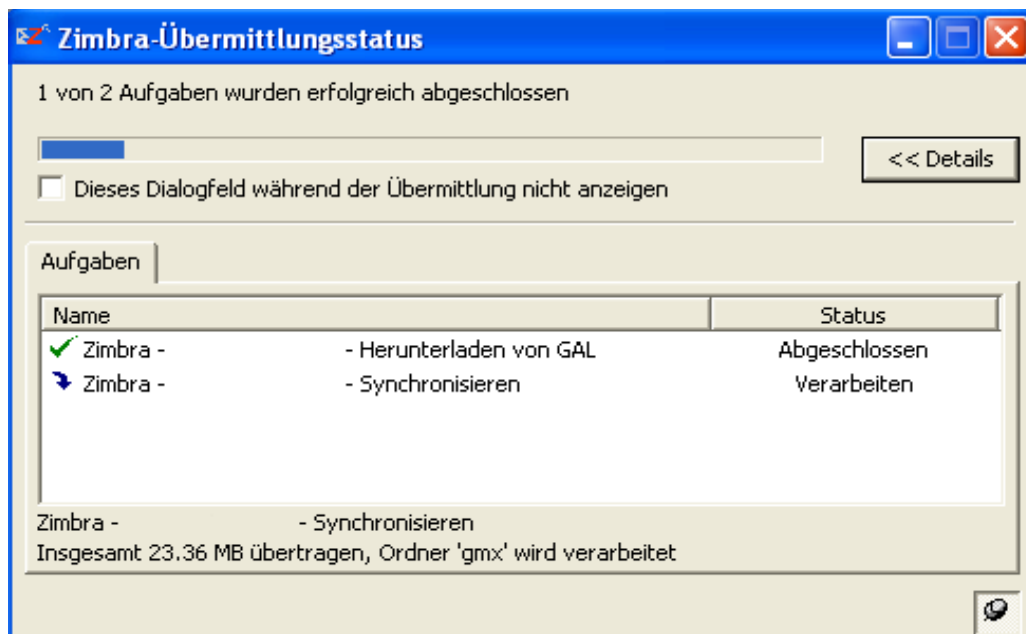 Zimbra-Übermittlungsstatus
1 von 2 Aufgaben wurden erfolgreich abgeschlossen
<< Details
Dieses Dialogfeld während der Übermittlung nicht anzeigen
Aufgaben
Name Status
Zimbra - - Herunterladen von GAL Abgeschlossen
Zimbra - - Synchronisieren Verarbeiten
Zimbra - - Synchronisieren
Insgesamt 23.36 MB übertragen, Ordner 'gmx' wird verarbeitet